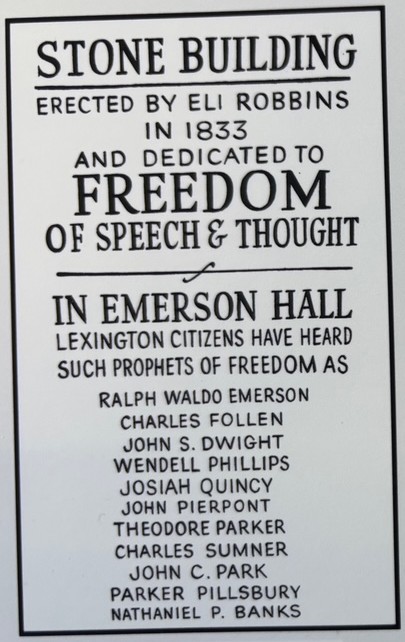 STONE BUILDING
ERECTED BY ELI ROBBINS
IN 1833
AND DEDICATED TO
FREEDOM
OF SPEECH & THOUGHT
IN EMERSON HALL
LEXINGTON CITIZENS HAVE HEARD
SUCH PROPHETS OF FREEDOM AS
RALPH WALDO EMERSON
CHARLES FOLLEN
JOHN S. DWIGHT
WENDELL PHILLIPS
JOSIAH QUINCY
JOHN PIERPONT
THEODORE PARKER
CHARLES SUMNER
JOHN C. PARK
PARKER PILLSBURY
NATHANIEL P. BANKS